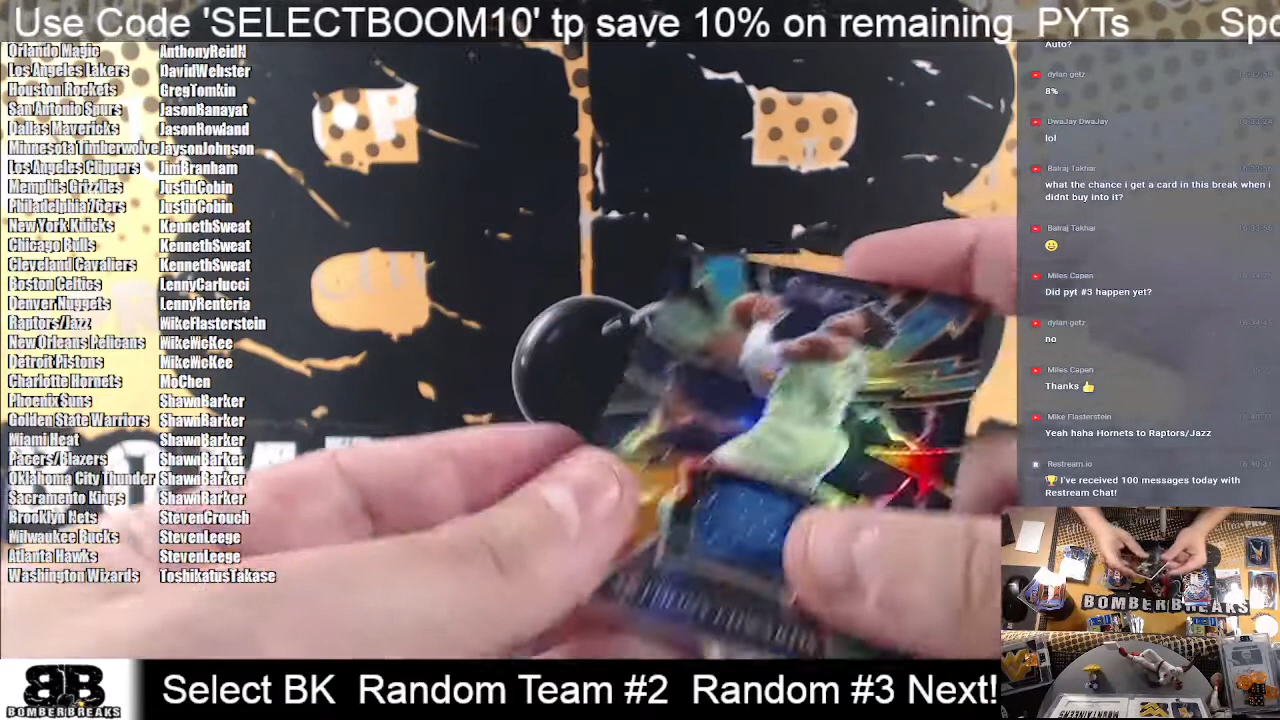 Use Code 'SELECTBOOM10' tp save 10% on remaining PYTs Spo
Orlando Magic AnthonyReidN
Los Angeles Lakers DavidWebster
Houston Rockets GregTomkin
San Antonio Spurs JasonBanayat
Dallas Mavericks JasonRowland
Minnesota Timberwolve JaysonJohnson
Los Angeles Clippers JimBranham
Memphis Grizzlies JustinCobin
Philadelphia 76ers JustinCobin
New York Knicks KennethSweat
Chicago Bulls KennethSweat
Cleveland Cavaliers KennethSweat
Boston Celtics LennyCarlucci
Denver Nuggets LennyRenteria
Raptors/Jazz MikeFlasterstein
New Orleans Pelicans MikeMcKee
Detroit Pistons MikeMcKee
Charlotte Hornets MoChen
Phoenix Suns ShawnBarker
Golden State Warriors ShawnBarker
Miami Heat ShawnBarker
Pacers/Blazers ShawnBarker
Oklahoma City Thunder ShawnBarker
Sacramento Kings ShawnBarker
Brooklyn Nets StevenCrouch
Milwaukee Bucks StevenLeege
Atlanta Hawks StevenLeege
Washington Wizards ToshikatusTakase
Auto?
dylan getz
8%
DwaJay DwaJay
lol
Balraj Takhar
what the chance i get a card in this break when i
didnt buy into it?
Balraj Takhar
😀
Miles Capen
Did pyt #3 happen yet?
dylan getz
no
Miles Capen
Thanks 👍
Mike Flasterstein
Yeah haha Hornets to Raptors/Jazz
Restream.io
🏆 I've received 100 messages today with
Restream Chat!
BOMBERBREAKS
BB
BOMBERBREAKS
Select BK Random Team #2 Random #3 Next!